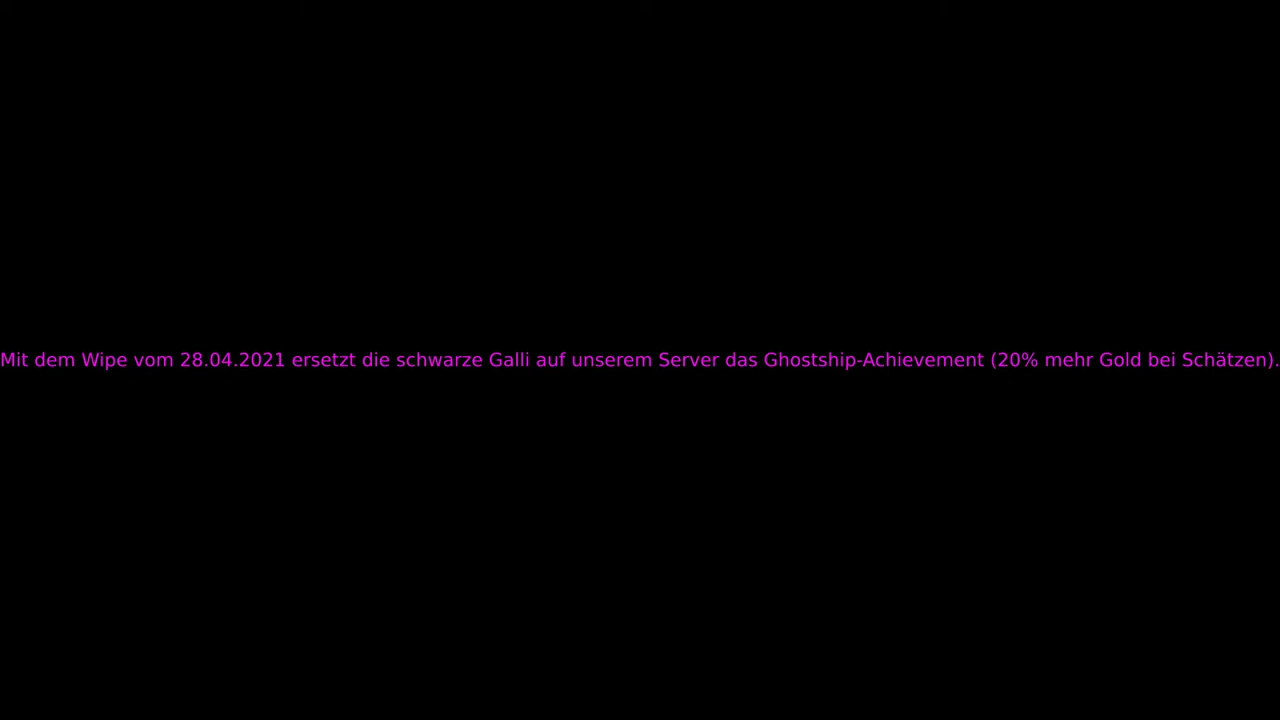 Mit dem Wipe vom 28.04.2021 ersetzt die schwarze Galli auf unserem Server das Ghostship-Achievement (20% mehr Gold bei Schätzen).